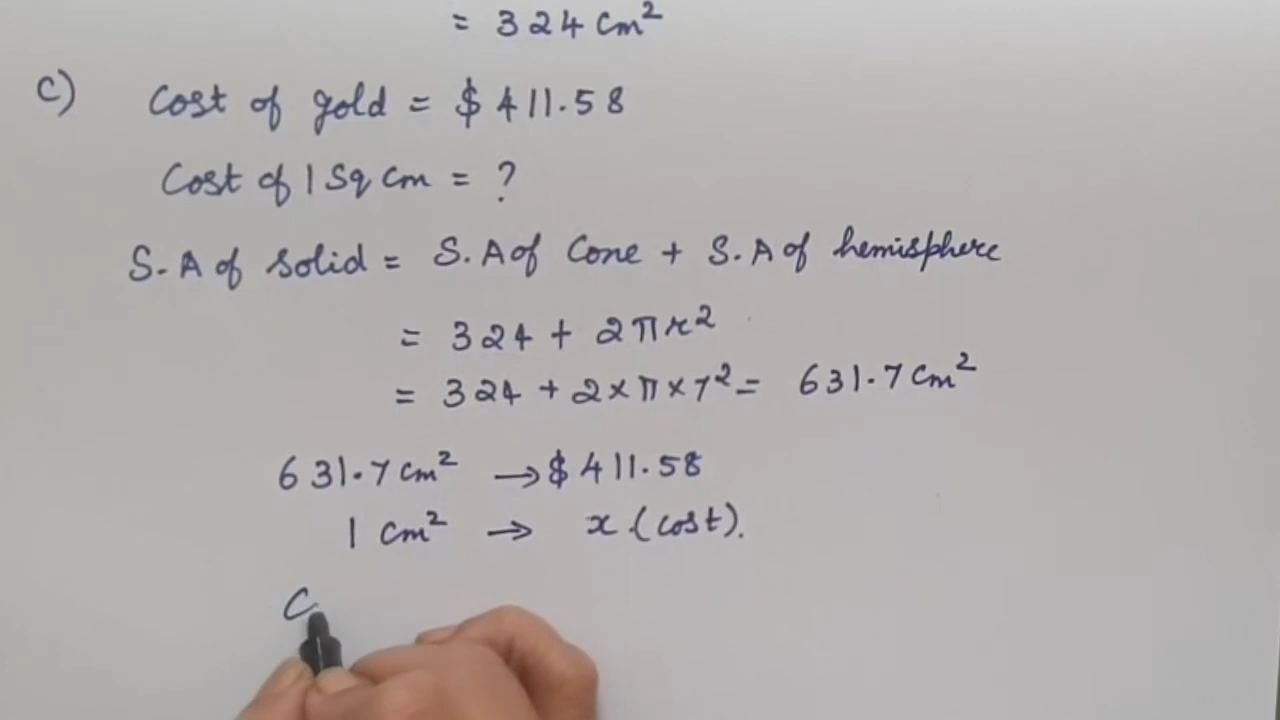 = 324 cm²
c) Cost of gold = $411.58
Cost of 1 Sq cm = ?
S.A of solid = S.A of Cone + S.A of hemisphere
= 324 + 2πr²
= 324 + 2×π×7² = 631.7 cm²
631.7 cm² → $411.58
1 cm² → x (cost).
C